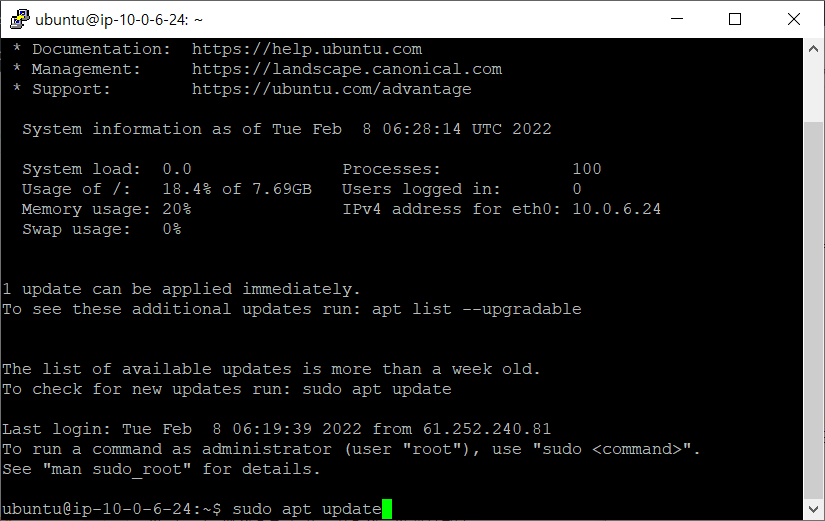 ubuntu@ip-10-0-6-24: ~
* Documentation:  https://help.ubuntu.com
* Management:     https://landscape.canonical.com
* Support:        https://ubuntu.com/advantage
System information as of Tue Feb  8 06:28:14 UTC 2022
System load:  0.0               Processes:             100
Usage of /:   18.4% of 7.69GB   Users logged in:       0
Memory usage: 20%               IPv4 address for eth0: 10.0.6.24
Swap usage:   0%
1 update can be applied immediately.
To see these additional updates run: apt list --upgradable
The list of available updates is more than a week old.
To check for new updates run: sudo apt update
Last login: Tue Feb  8 06:19:39 2022 from 61.252.240.81
To run a command as administrator (user "root"), use "sudo <command>".
See "man sudo_root" for details.
ubuntu@ip-10-0-6-24:~$ sudo apt update